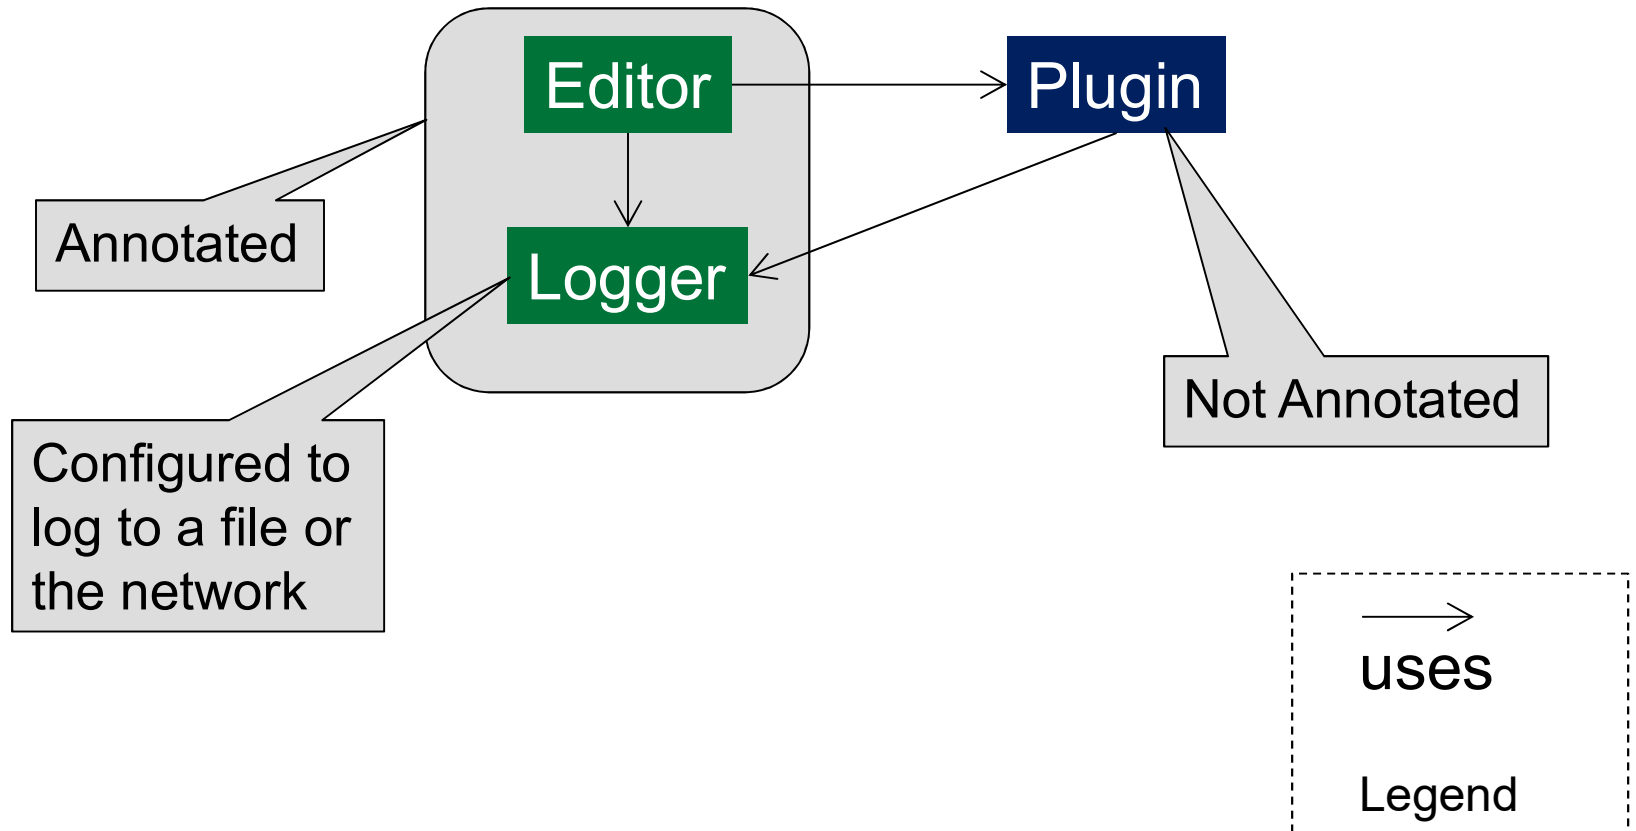 Editor
Plugin
Annotated
Logger
Not Annotated
Configured to
log to a file or
the network
uses
Legend